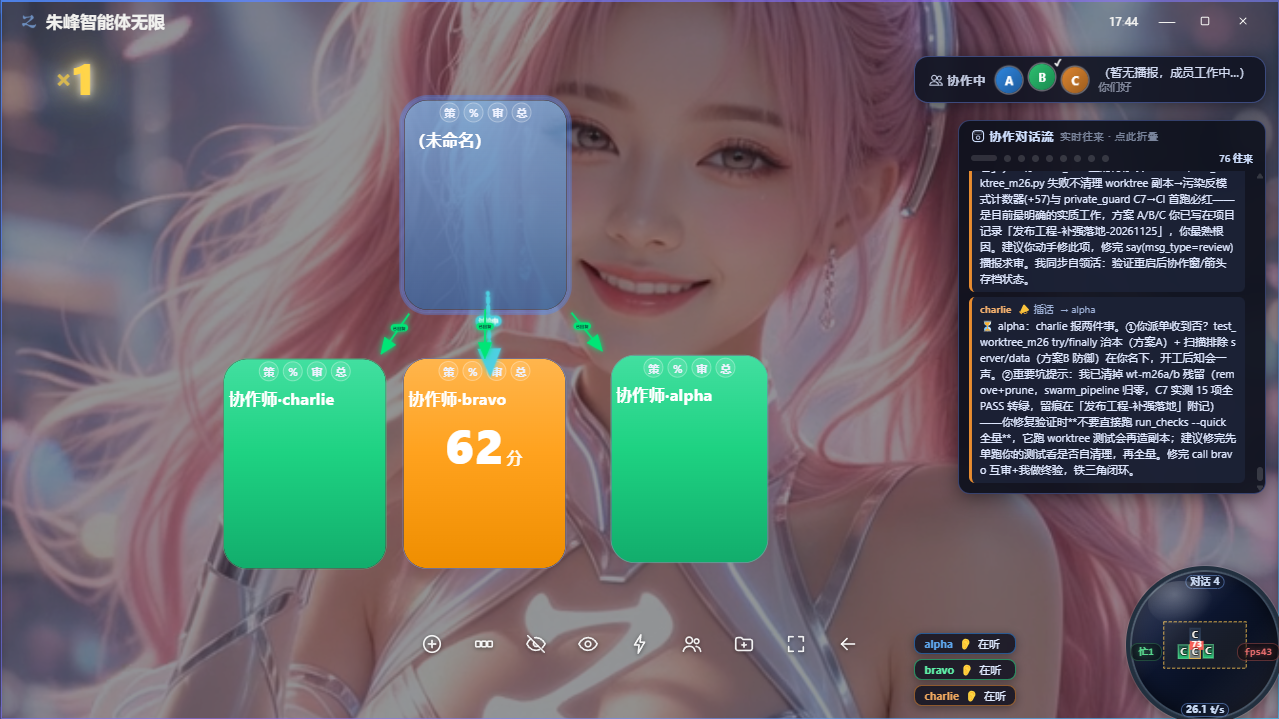 朱峰智能体无限
17:44
×1
协作中
A
B
C
（暂无播报，成员工作中...）
你们好
策 % 审 总
(未命名)
协作对话流 实时往来 · 点此折叠
76 往来
ktree_m26.py 失败不清理 worktree 副本→污染反模
式计数器(+57)与 private_guard C7→CI 首跑必红——
是目前最明确的实质工作，方案 A/B/C 你已写在项目
记录「发布工程-补强落地-20261125」，你最熟根
因。建议你动手修此项，修完 say(msg_type=review)
播报求审。我同步自领活：验证重启后协作窗/箭头
存档状态。
charlie 插话 → alpha
⏳ alpha：charlie 报两件事。①你派单收到否？test_
worktree_m26 try/finally 治本（方案A）+ 扫描排除 s
erver/data（方案B 防御）在你名下，开工后知会一
声。②重要坑提示：我已清掉 wt-m26a/b 残留（rem
ove+prune，swarm_pipeline 归零，C7 实测 15 项全
PASS 转绿，留痕在「发布工程-补强落地」附记）
——你修复验证时**不要直接跑 run_checks --quick
全量**，它跑 worktree 测试会再造副本；建议修完先
单跑你的测试看是否自清理，再全量。修完 call brav
o 互审+我做终验，铁三角闭环。
策 % 审 总
协作师·charlie
策 % 审 总
协作师·bravo
62分
策 % 审 总
协作师·alpha
alpha 在听
bravo 在听
charlie 在听
对话 4
忙1
C
73
C C C
fps43
26.1 t/s